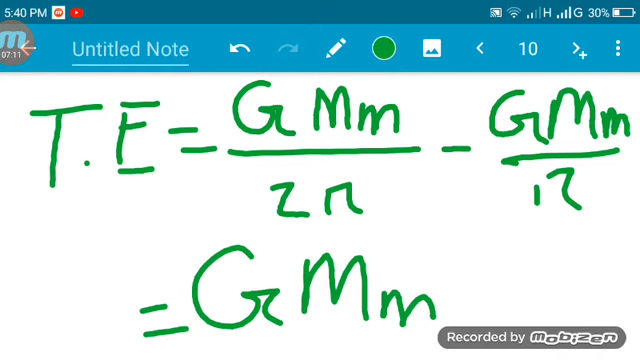 5:40 PM H G 30%
07:11 Untitled Note 10
T.E = GMm/2r - GMm/r
= GMm
Recorded by mobizen